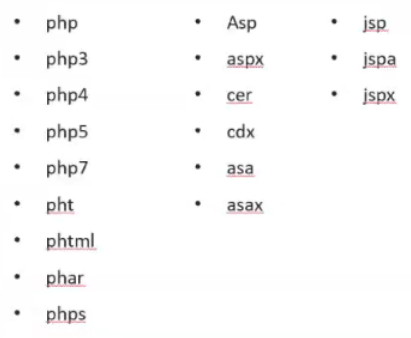 • php
• php3
• php4
• php5
• php7
• pht
• phtml
• phar
• phps
• Asp
• aspx
• cer
• cdx
• asa
• asax
• jsp
• jspa
• jspx